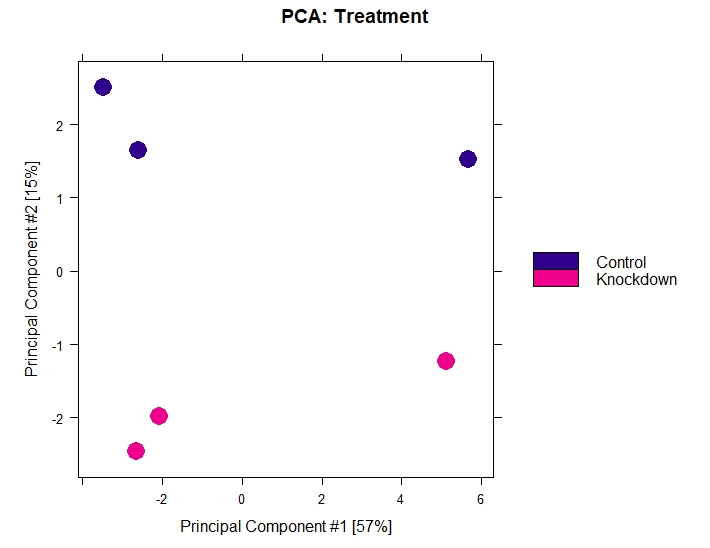 PCA: Treatment
2
1
0
-1
-2
Principal Component #2 [15%]
-2
0
2
4
6
Principal Component #1 [57%]
Control
Knockdown